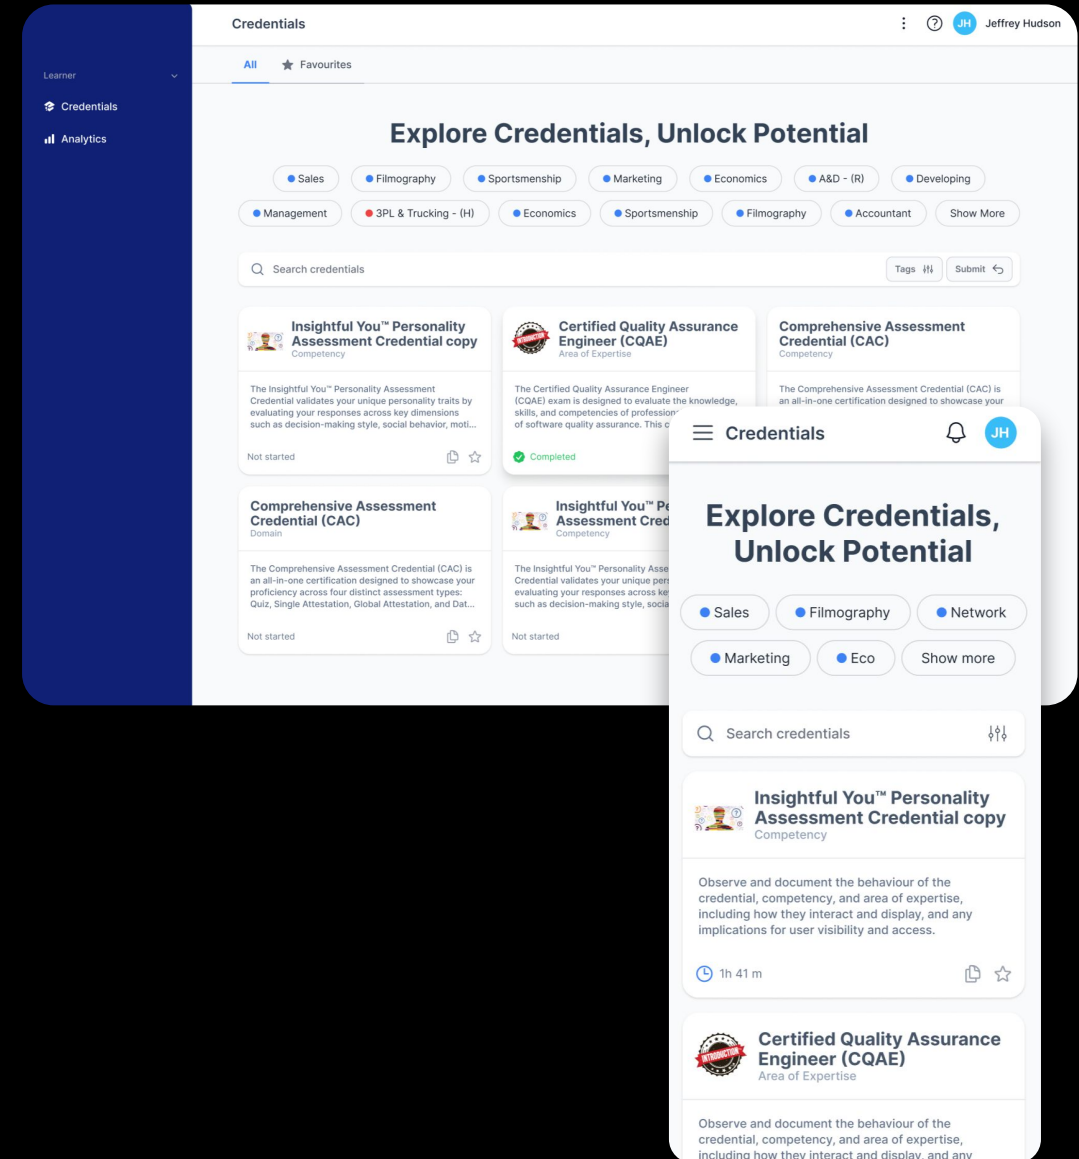 Credentials
JH
Jeffrey Hudson
All
Favourites
Learner
Credentials
Analytics
Explore Credentials, Unlock Potential
Sales
Filmography
Sportsmenship
Marketing
Economics
A&D - (R)
Developing
Management
3PL & Trucking - (H)
Economics
Sportsmenship
Filmography
Accountant
Show More
Search credentials
Tags
Submit
Insightful You™ Personality
Assessment Credential copy
Competency
The Insightful You™ Personality Assessment
Credential validates your unique personality traits by
evaluating your responses across key dimensions
such as decision-making style, social behavior, moti...
Not started
INTRODUCTION
Certified Quality Assurance
Engineer (CQAE)
Area of Expertise
The Certified Quality Assurance Engineer
(CQAE) exam is designed to evaluate the knowledge,
skills, and competencies of
of software quality assurance. This
Completed
Comprehensive Assessment
Credential (CAC)
Competency
The Comprehensive Assessment Credential (CAC) is
an all-in-one certification designed to showcase your
Comprehensive Assessment
Credential (CAC)
Domain
The Comprehensive Assessment Credential (CAC) is
an all-in-one certification designed to showcase your
proficiency across four distinct assessment types:
Quiz, Single Attestation, Global Attestation, and Dat...
Not started
Insightful You™
Assessment
Competency
The Insightful You™ Personality
Credential validates your unique
evaluating your responses across
such as decision-making style,
Not started
Credentials
JH
Explore Credentials,
Unlock Potential
Sales
Filmography
Network
Marketing
Eco
Show more
Search credentials
Insightful You™ Personality
Assessment Credential copy
Competency
Observe and document the behaviour of the
credential, competency, and area of expertise,
including how they interact and display, and any
implications for user visibility and access.
1h 41 m
INTRODUCTION
Certified Quality Assurance
Engineer (CQAE)
Area of Expertise
Observe and document the behaviour of the
credential, competency, and area of expertise,
including how they interact and display, and any